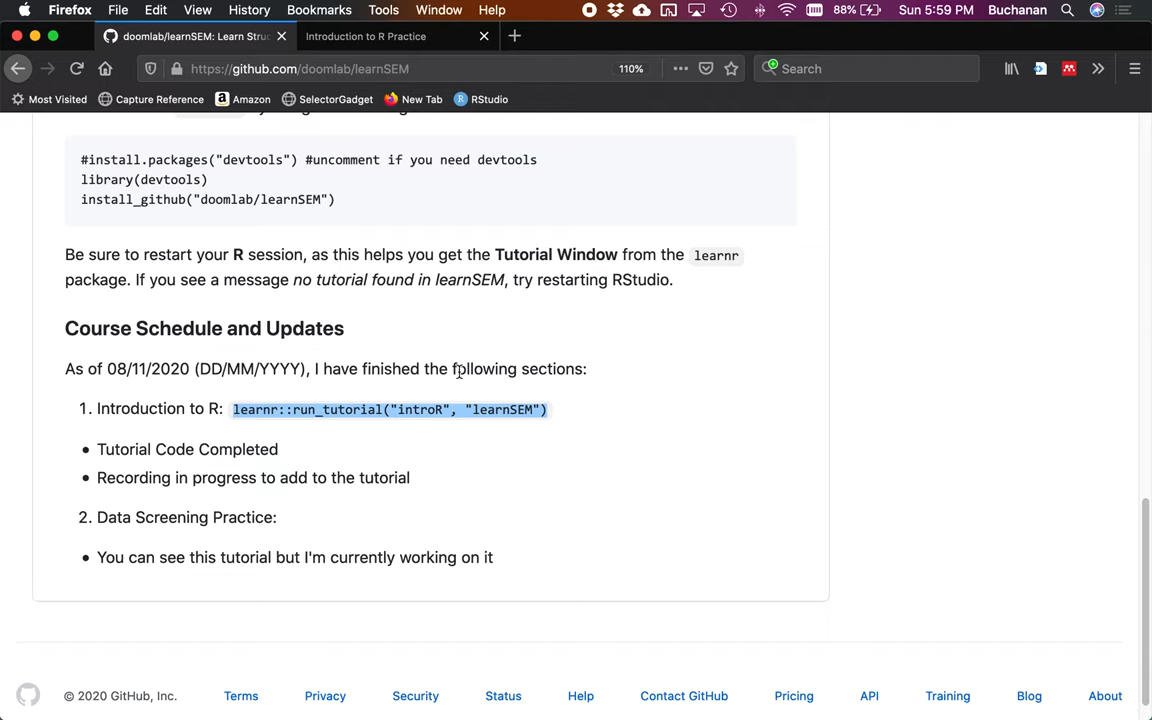 Firefox File Edit View History Bookmarks Tools Window Help 88% Sun 5:59 PM Buchanan
doomlab/learnSEM: Learn Struc Introduction to R Practice
https://github.com/doomlab/learnSEM 110% Search
Most Visited Capture Reference Amazon SelectorGadget New Tab RStudio
#install.packages("devtools") #uncomment if you need devtools
library(devtools)
install_github("doomlab/learnSEM")
Be sure to restart your R session, as this helps you get the Tutorial Window from the learnr
package. If you see a message no tutorial found in learnSEM, try restarting RStudio.
Course Schedule and Updates
As of 08/11/2020 (DD/MM/YYYY), I have finished the following sections:
1. Introduction to R: learnr::run_tutorial("introR", "learnSEM")
• Tutorial Code Completed
• Recording in progress to add to the tutorial
2. Data Screening Practice:
• You can see this tutorial but I'm currently working on it
© 2020 GitHub, Inc. Terms Privacy Security Status Help Contact GitHub Pricing API Training Blog About